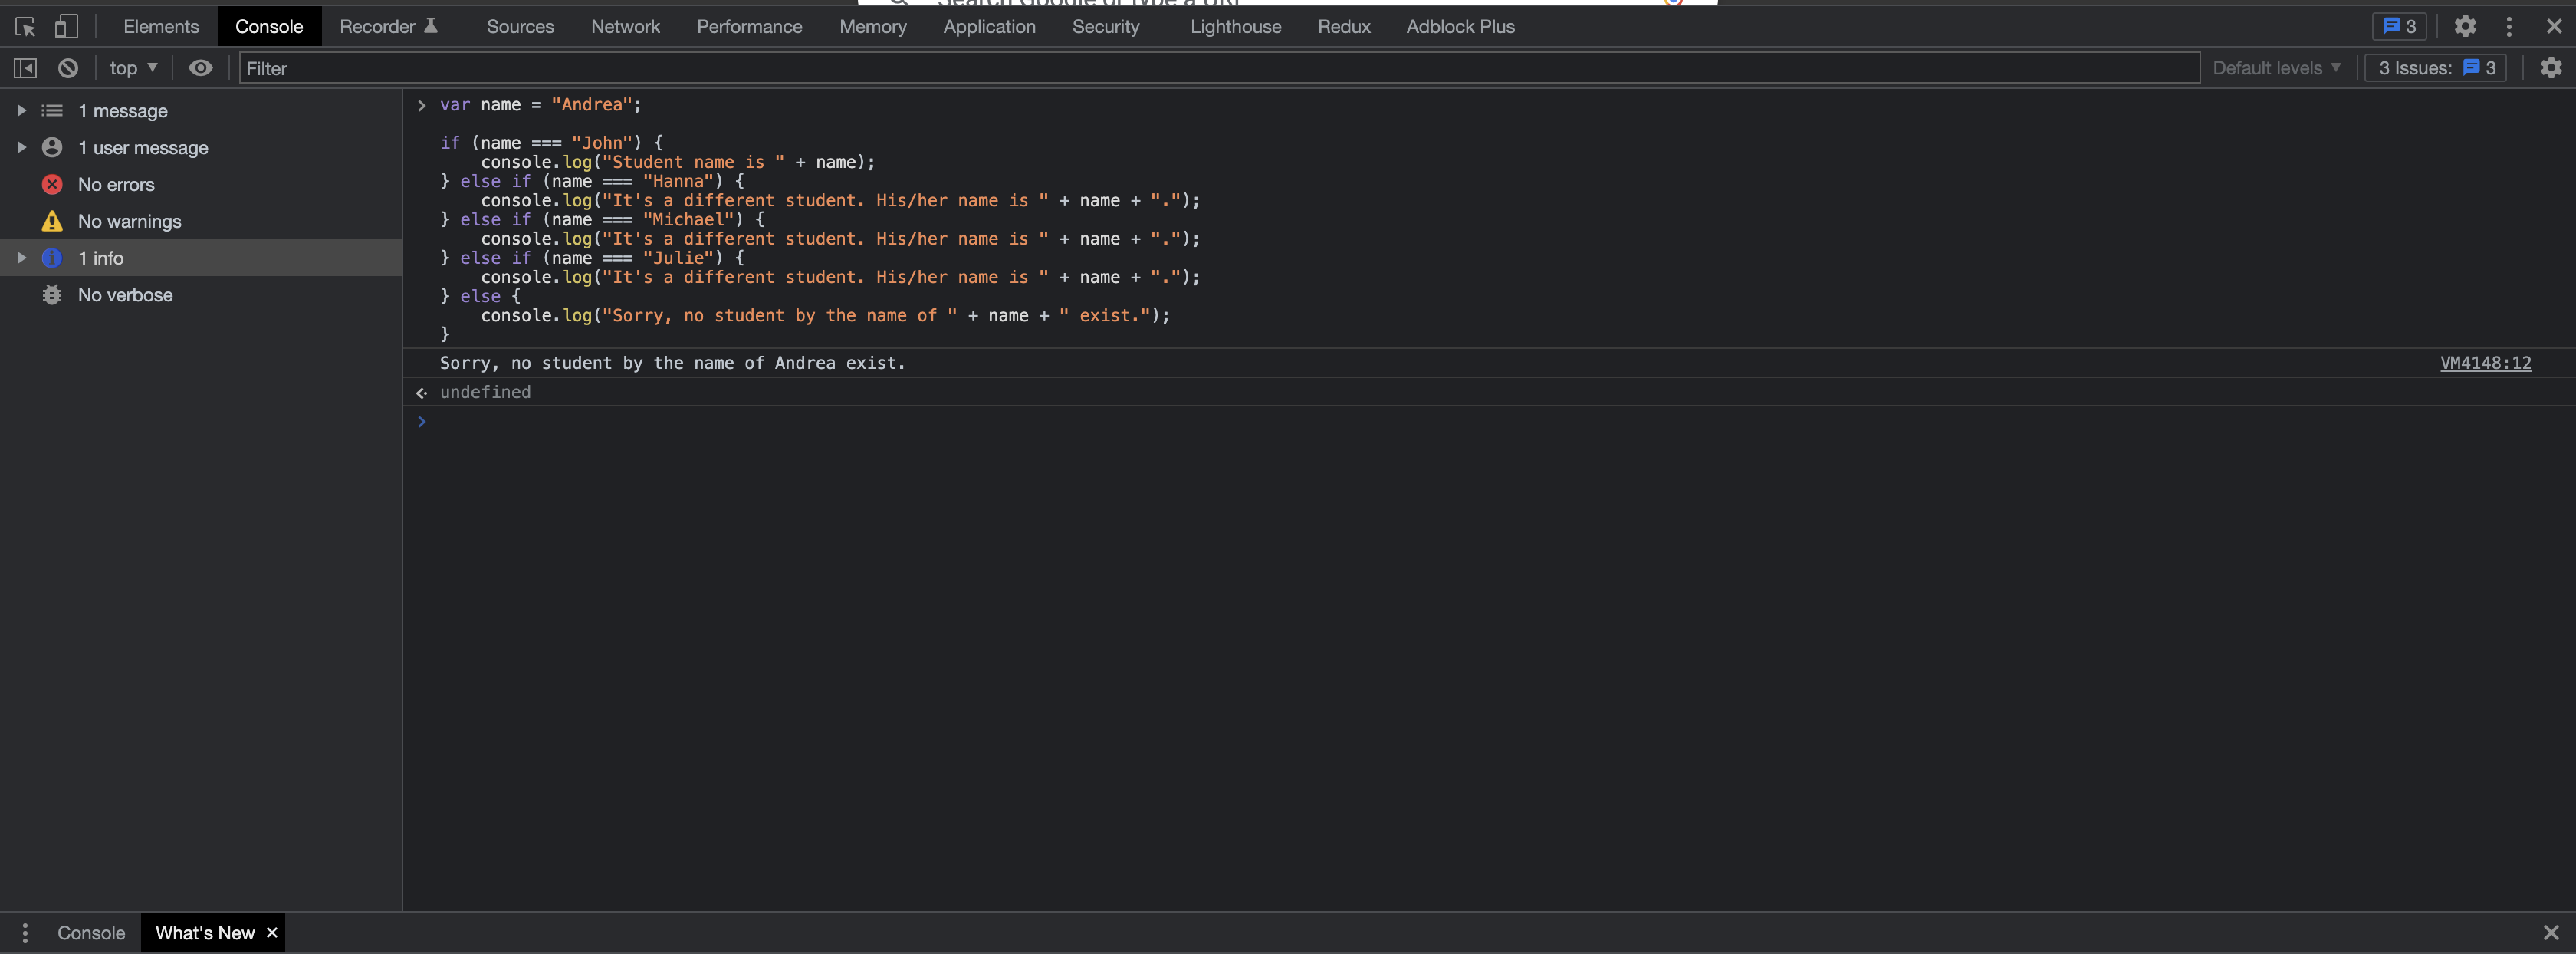 Search Google or type a URL
Elements Console Recorder Sources Network Performance Memory Application Security Lighthouse Redux Adblock Plus 3
top Filter Default levels 3 Issues: 3
1 message
1 user message
No errors
No warnings
1 info
No verbose
> var name = "Andrea";
if (name === "John") {
    console.log("Student name is " + name);
} else if (name === "Hanna") {
    console.log("It's a different student. His/her name is " + name + ".");
} else if (name === "Michael") {
    console.log("It's a different student. His/her name is " + name + ".");
} else if (name === "Julie") {
    console.log("It's a different student. His/her name is " + name + ".");
} else {
    console.log("Sorry, no student by the name of " + name + " exist.");
}
Sorry, no student by the name of Andrea exist. VM4148:12
undefined
>
Console What's New